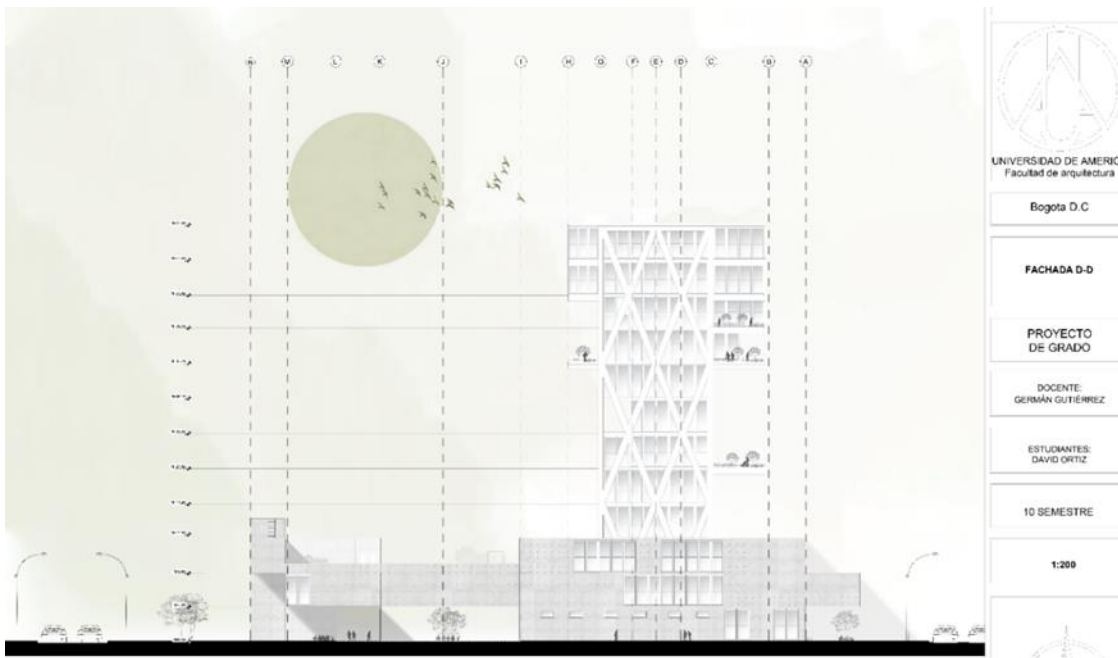 N M L K J I H G F E D C B A
UNIVERSIDAD DE AMERIC
Facultad de arquitectura
Bogota D.C
FACHADA D-D
PROYECTO
DE GRADO
DOCENTE:
GERMÁN GUTIÉRREZ
ESTUDIANTES:
DAVID ORTIZ
10 SEMESTRE
1:200